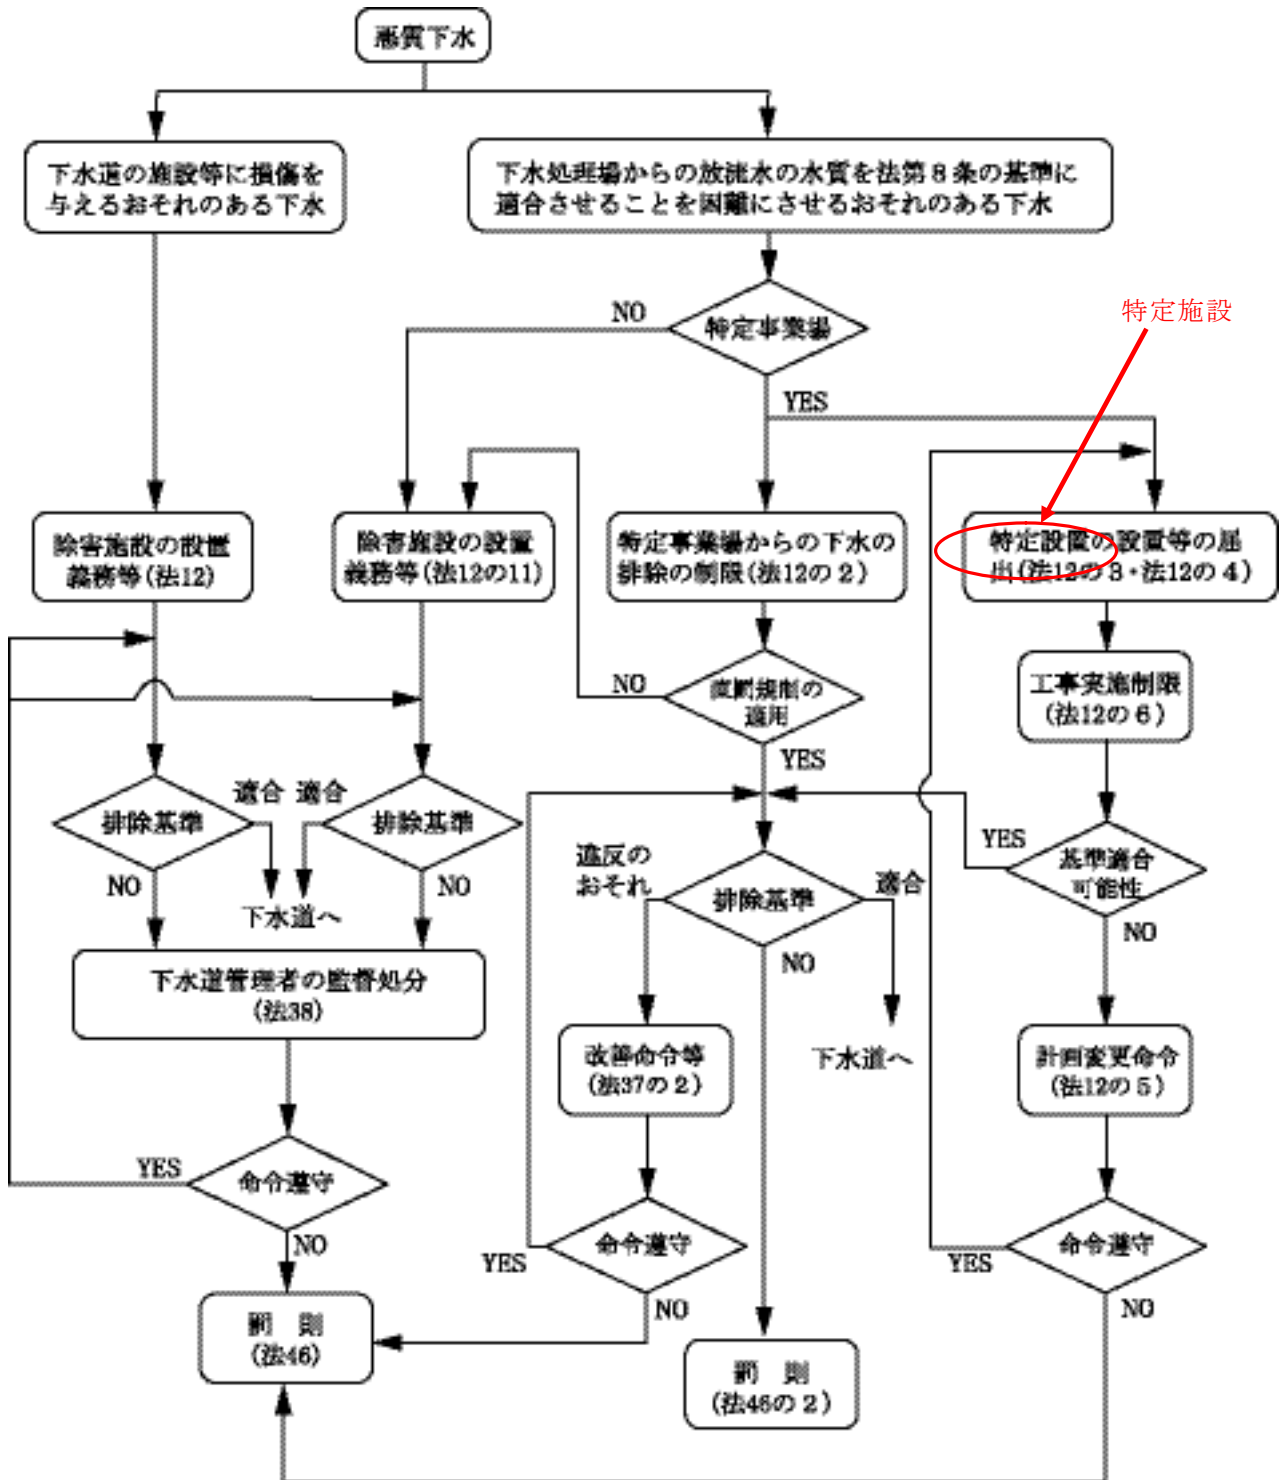 悪質下水
下水道の施設等に損傷を
与えるおそれのある下水
下水処理場からの放流水の水質を法第8条の基準に
適合させることを困難にさせるおそれのある下水
特定施設
NO
特定事業場
YES
除害施設の設置
義務等(法12)
除害施設の設置
義務等(法12の11)
特定事業場からの下水の
排除の制限(法12の2)
特定設置の設置等の届
出(法12の3・法12の4)
NO
直罰規制の
適用
YES
工事実施制限
(法12の6)
適合
適合
排除基準
排除基準
NO
NO
下水道へ
違反の
おそれ
排除基準
適合
NO
YES
基準適合
可能性
NO
下水道管理者の監督処分
(法38)
改善命令等
(法37の2)
下水道へ
計画変更命令
(法12の5)
YES
命令遵守
NO
YES
命令遵守
NO
YES
命令遵守
NO
罰 則
(法46)
罰 則
(法46の2)